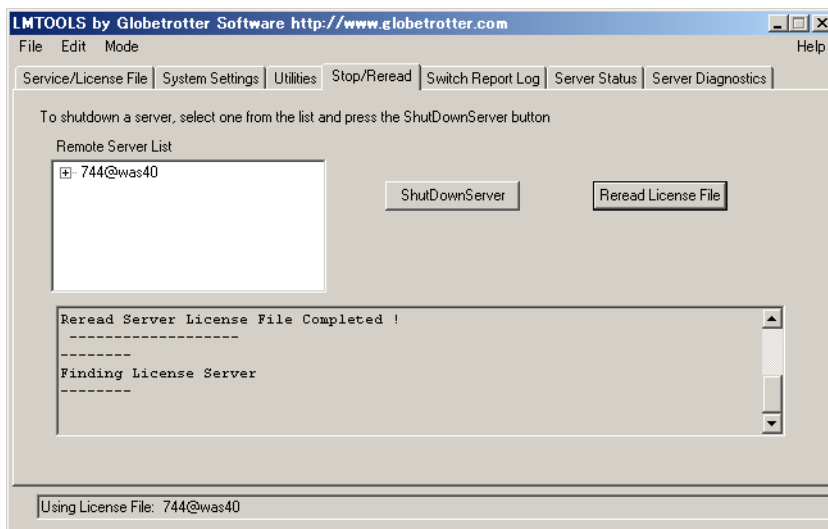 LMTOOLS by Globetrotter Software http://www.globetrotter.com
File Edit Mode Help
Service/License File System Settings Utilities Stop/Reread Switch Report Log Server Status Server Diagnostics
To shutdown a server, select one from the list and press the ShutDownServer button
Remote Server List
744@was40
ShutDownServer Reread License File
Reread Server License File Completed !
-------------------
--------
Finding License Server
--------
Using License File: 744@was40